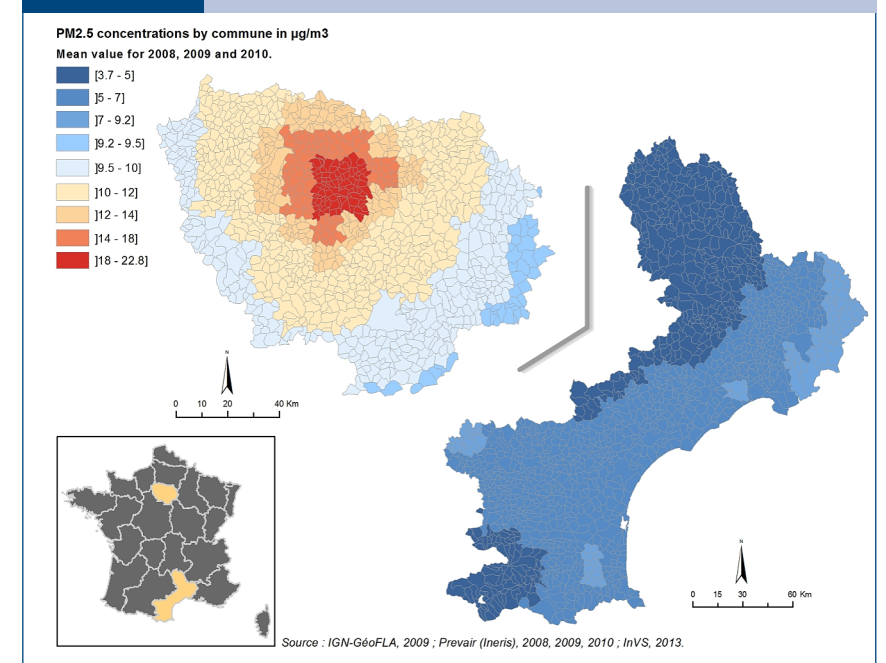 PM2.5 concentrations by commune in µg/m3
Mean value for 2008, 2009 and 2010.
[3.7 - 5]
]5 - 7]
]7 - 9.2]
]9.2 - 9.5]
]9.5 - 10]
]10 - 12]
]12 - 14]
]14 - 18]
]18 - 22.8]
N
0 10 20 40 Km
N
0 15 30 60 Km
Source : IGN-GéoFLA, 2009 ; Prevair (Ineris), 2008, 2009, 2010 ; InVS, 2013.